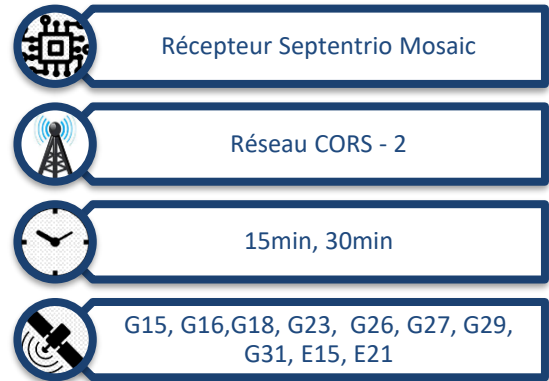 Récepteur Septentrio Mosaic
Réseau CORS - 2
15min, 30min
G15, G16,G18, G23,  G26, G27, G29,
G31, E15, E21